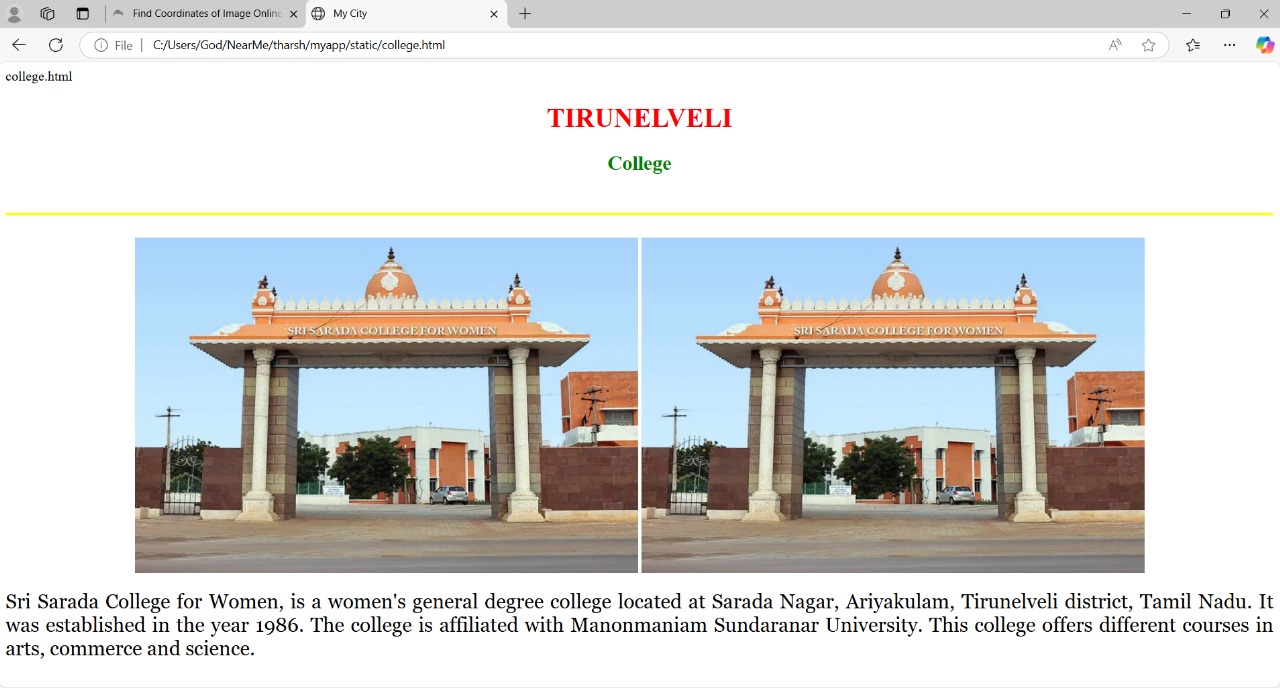 Find Coordinates of Image Online
My City
File
C:/Users/God/NearMe/tharsh/myapp/static/college.html
college.html
TIRUNELVELI
College
SRI SARADA COLLEGE FOR WOMEN
SRI SARADA COLLEGE FOR WOMEN
Sri Sarada College for Women, is a women's general degree college located at Sarada Nagar, Ariyakulam, Tirunelveli district, Tamil Nadu. It
was established in the year 1986. The college is affiliated with Manonmaniam Sundaranar University. This college offers different courses in
arts, commerce and science.